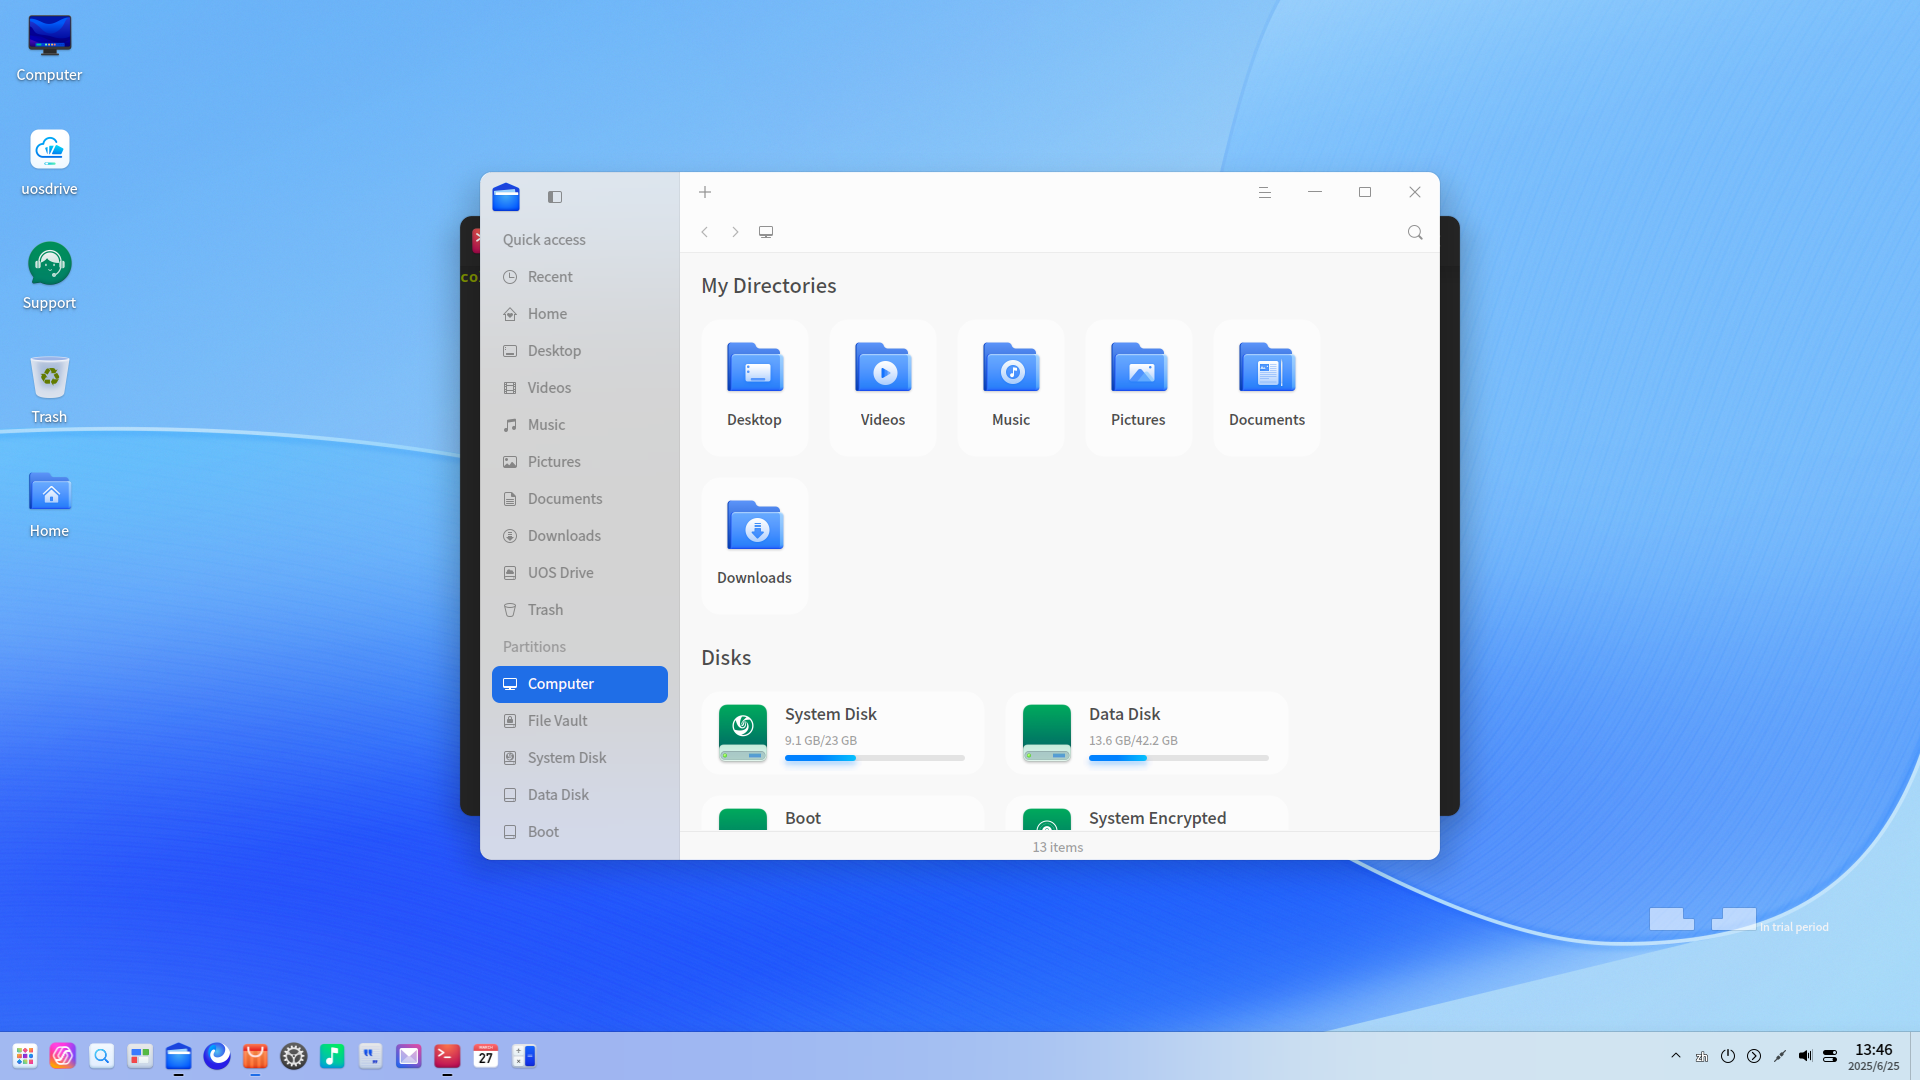 Computer
uosdrive
Support
Trash
Home
co
Quick access
Recent
Home
Desktop
Videos
Music
Pictures
Documents
Downloads
UOS Drive
Trash
Partitions
Computer
File Vault
System Disk
Data Disk
Boot
My Directories
Desktop
Videos
Music
Pictures
Documents
Downloads
Disks
System Disk
9.1 GB/23 GB
Data Disk
13.6 GB/42.2 GB
Boot
System Encrypted
13 items
In trial period
27
zh
13:46
2025/6/25